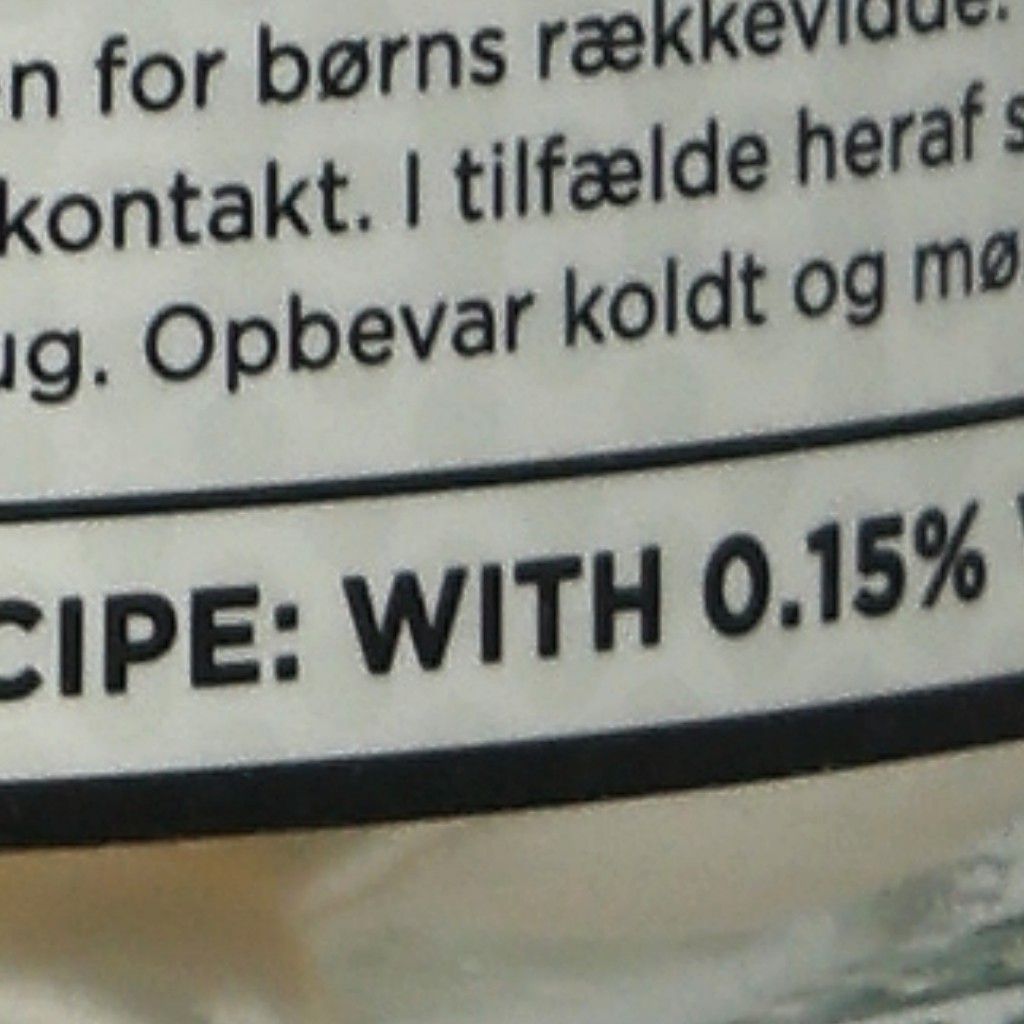 n for børns rækkevidde.
kontakt. I tilfælde heraf s
ug. Opbevar koldt og mø
CIPE: WITH 0.15%